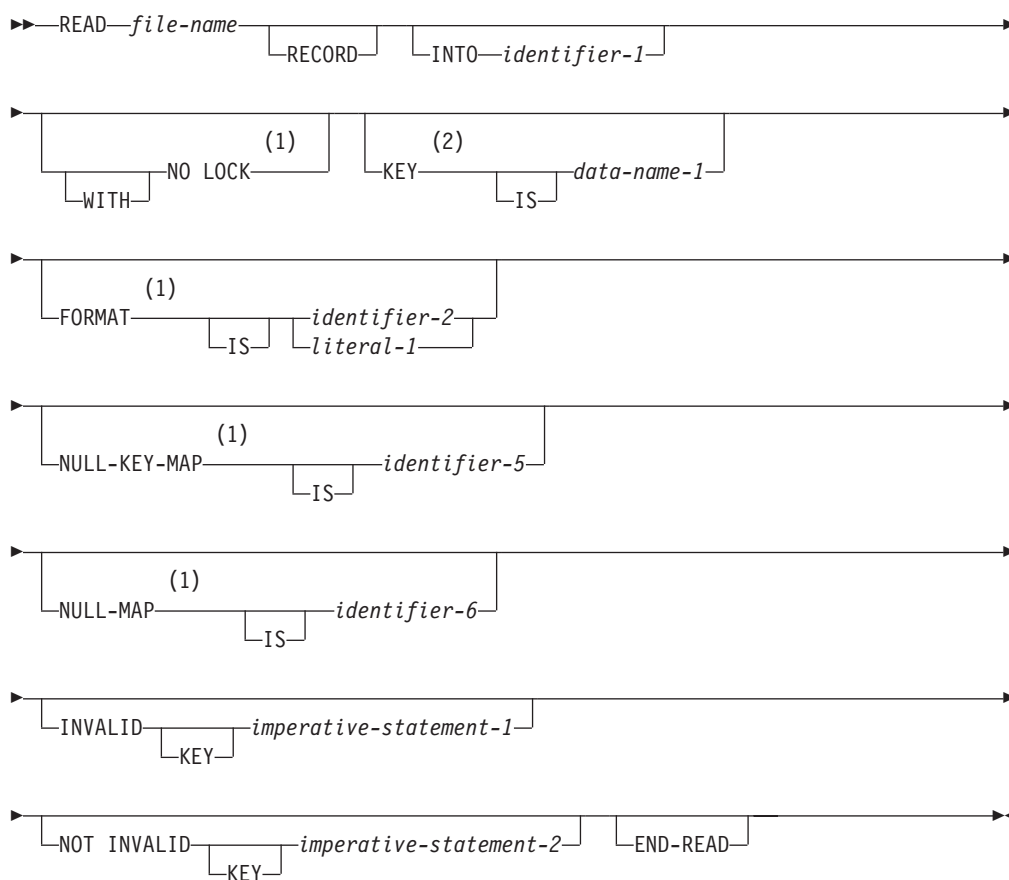 READ file-name RECORD INTO identifier-1
(1) (2)
WITH NO LOCK KEY IS data-name-1
(1)
FORMAT IS identifier-2
literal-1
(1)
NULL-KEY-MAP IS identifier-5
(1)
NULL-MAP IS identifier-6
INVALID KEY imperative-statement-1
NOT INVALID KEY imperative-statement-2 END-READ